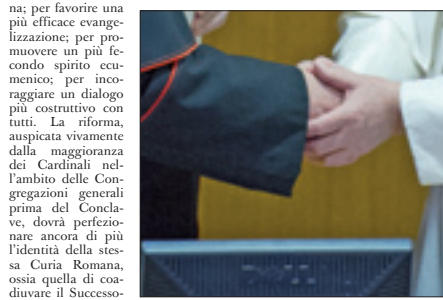 na; per favorire una
più efficace evange-
lizzazione; per pro-
muovere un più fe-
condo spirito ecu-
menico; per inco-
raggiare un dialogo
più costruttivo con
tutti. La riforma,
auspicata vivamente
dalla maggioranza
dei Cardinali nel-
l'ambito delle Con-
gregazioni generali
prima del Concla-
ve, dovrà perfezio-
nare ancora di più
l'identità della stes-
sa Curia Romana,
ossia quella di coa-
diuvare il Successo-